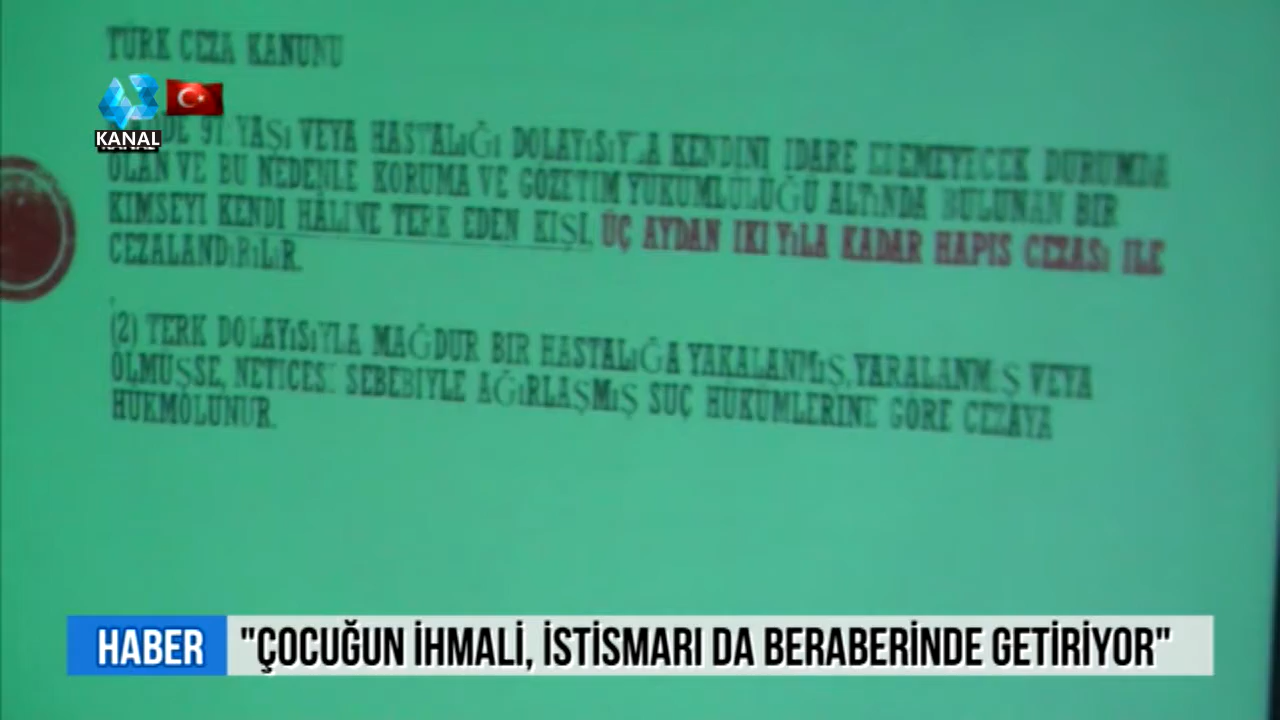 TÜRK CEZA KANUNU
KANAL
DE 97. YAŞI VEYA HASTALIĞI DOLAYISIYLA KENDİNİ İDARE EDEMEYECEK DURUMDA
OLAN VE BU NEDENLE KORUMA VE GÖZETİM YÜKÜMLÜLÜĞÜ ALTINDA BULUNAN BİR
KİMSEYİ KENDİ HÂLİNE TERK EDEN KİŞİ, ÜÇ AYDAN İKİ YILA KADAR HAPİS CEZASI İLE
CEZALANDIRILIR.
(2) TERK DOLAYISIYLA MAĞDUR BİR HASTALIĞA YAKALANMIŞ, YARALANMIŞ VEYA
ÖLMÜŞSE, NETİCESİ SEBEBİYLE AĞIRLAŞMIŞ SUÇ HÜKÜMLERİNE GÖRE CEZAYA
HÜKMOLUNUR.
HABER "ÇOCUĞUN İHMALİ, İSTİSMARI DA BERABERİNDE GETİRİYOR"